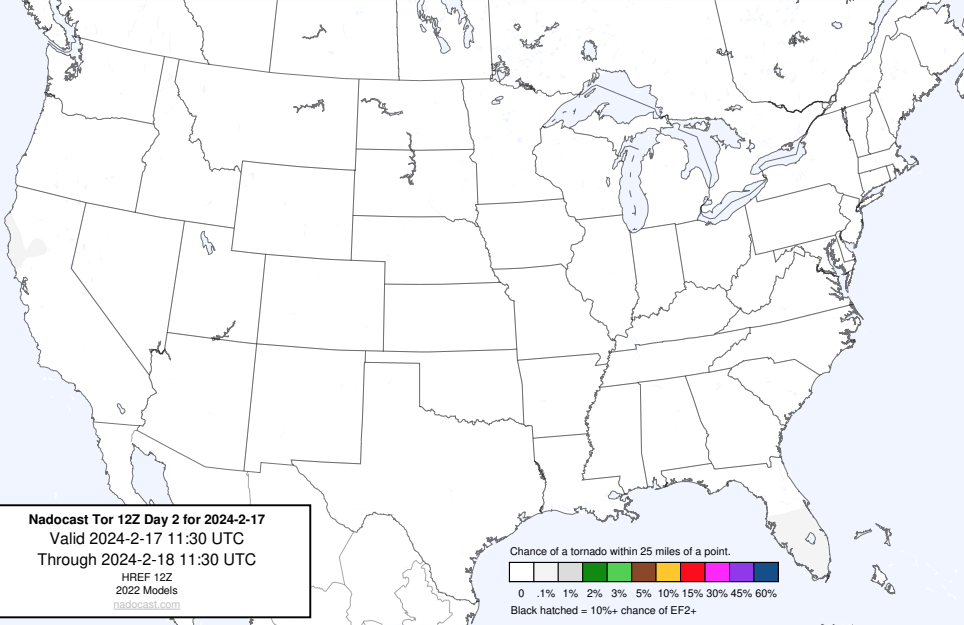 Nadocast Tor 12Z Day 2 for 2024-2-17
Valid 2024-2-17 11:30 UTC
Through 2024-2-18 11:30 UTC
HREF 12Z
2022 Models
nadocast.com
Chance of a tornado within 25 miles of a point.
0 .1% 1% 2% 3% 5% 10% 15% 30% 45% 60%
Black hatched = 10%+ chance of EF2+